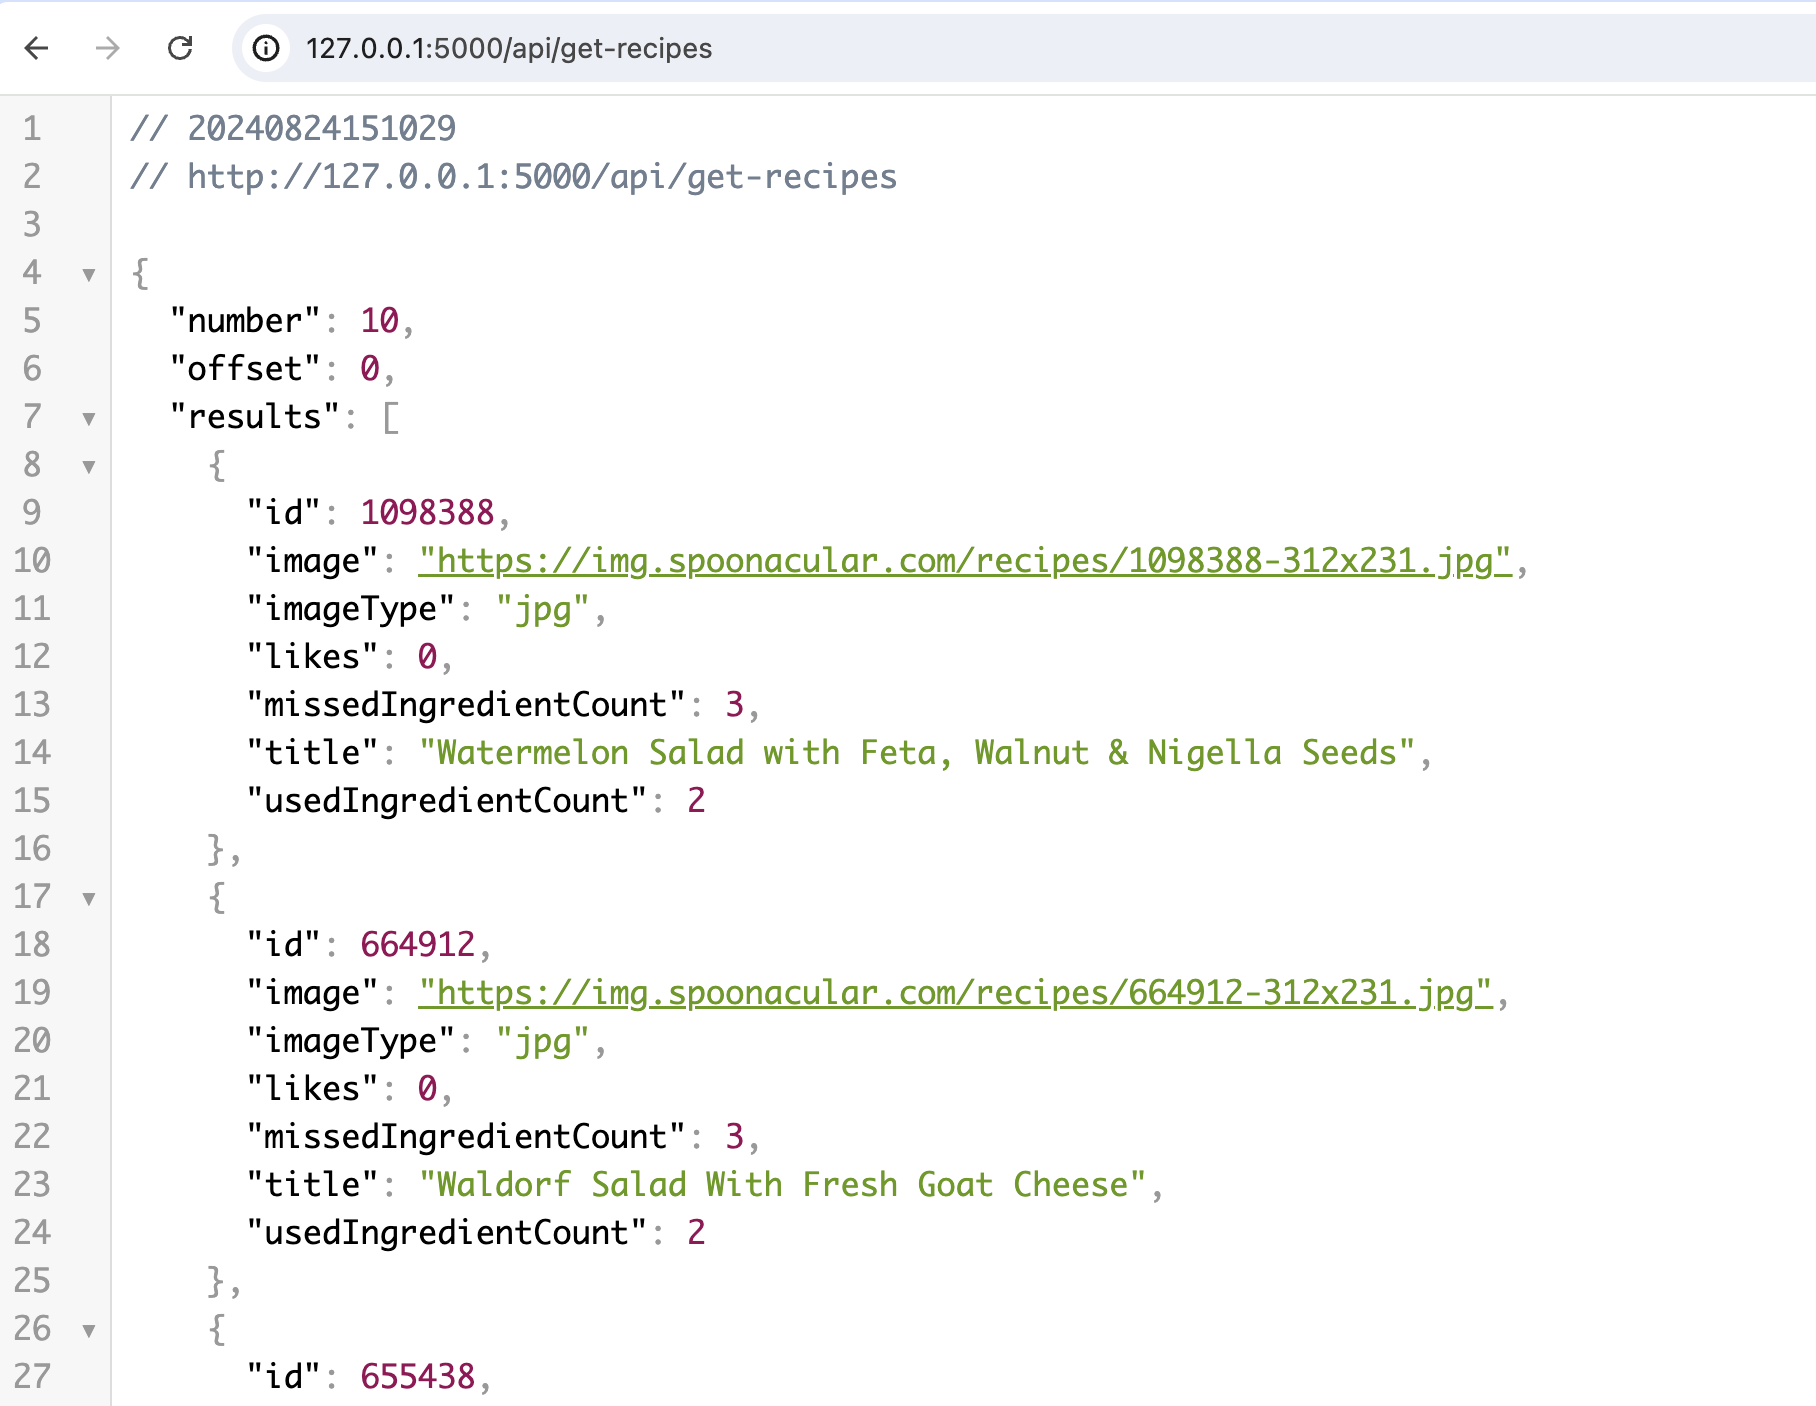 127.0.0.1:5000/api/get-recipes
1 // 20240824151029
2 // http://127.0.0.1:5000/api/get-recipes
3
4 {
5 "number": 10,
6 "offset": 0,
7 "results": [
8 {
9 "id": 1098388,
10 "image": "https://img.spoonacular.com/recipes/1098388-312x231.jpg",
11 "imageType": "jpg",
12 "likes": 0,
13 "missedIngredientCount": 3,
14 "title": "Watermelon Salad with Feta, Walnut & Nigella Seeds",
15 "usedIngredientCount": 2
16 },
17 {
18 "id": 664912,
19 "image": "https://img.spoonacular.com/recipes/664912-312x231.jpg",
20 "imageType": "jpg",
21 "likes": 0,
22 "missedIngredientCount": 3,
23 "title": "Waldorf Salad With Fresh Goat Cheese",
24 "usedIngredientCount": 2
25 },
26 {
27 "id": 655438,